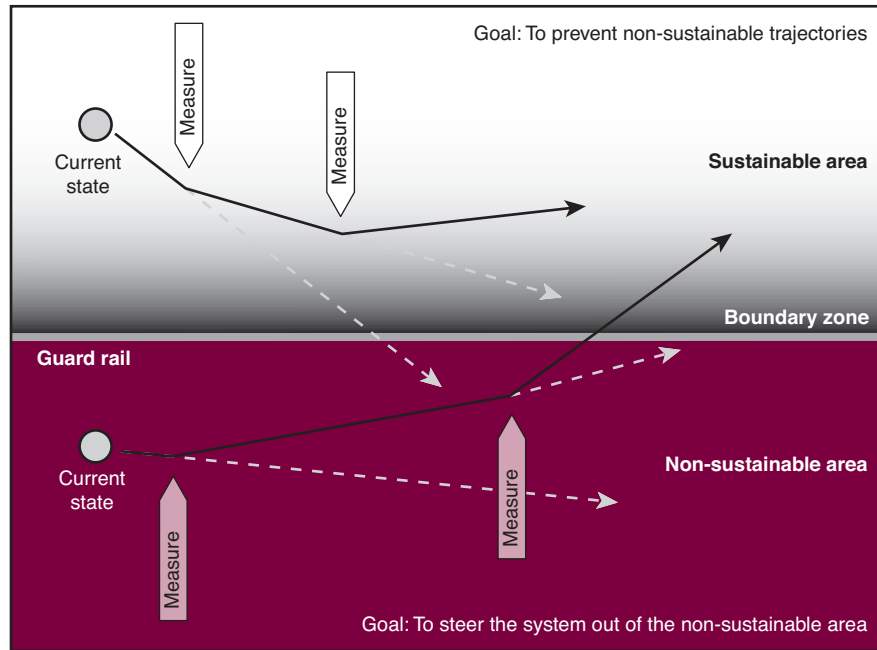 Goal: To prevent non-sustainable trajectories
Measure
Measure
Current
state
Sustainable area
Boundary zone
Guard rail
Current
state
Non-sustainable area
Measure
Measure
Goal: To steer the system out of the non-sustainable area